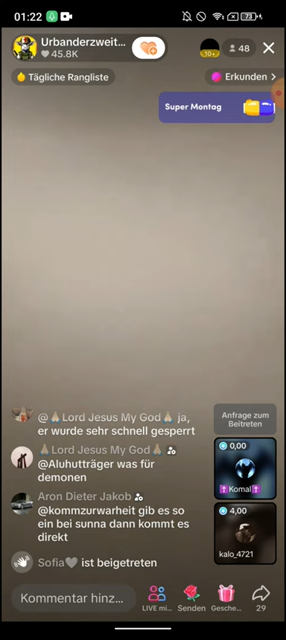 01:22
73
Urbanderzweit...
45.8K
48
Tägliche Rangliste
Erkunden
Super Montag
@🙏🏼Lord Jesus My God🙏🏼 ja,
er wurde sehr schnell gesperrt
🙏🏼Lord Jesus My God🙏🏼
@Aluhutträger was für
demonen
Aron Dieter Jakob
@kommzurwarheit gib es so
ein bei sunna dann kommt es
direkt
Sofia🩶 ist beigetreten
Anfrage zum
Beitreten
0,00
✝️Komal✝️
4,00
kalo_4721
Kommentar hinz...
LIVE mi...
Senden
Gesche...
29